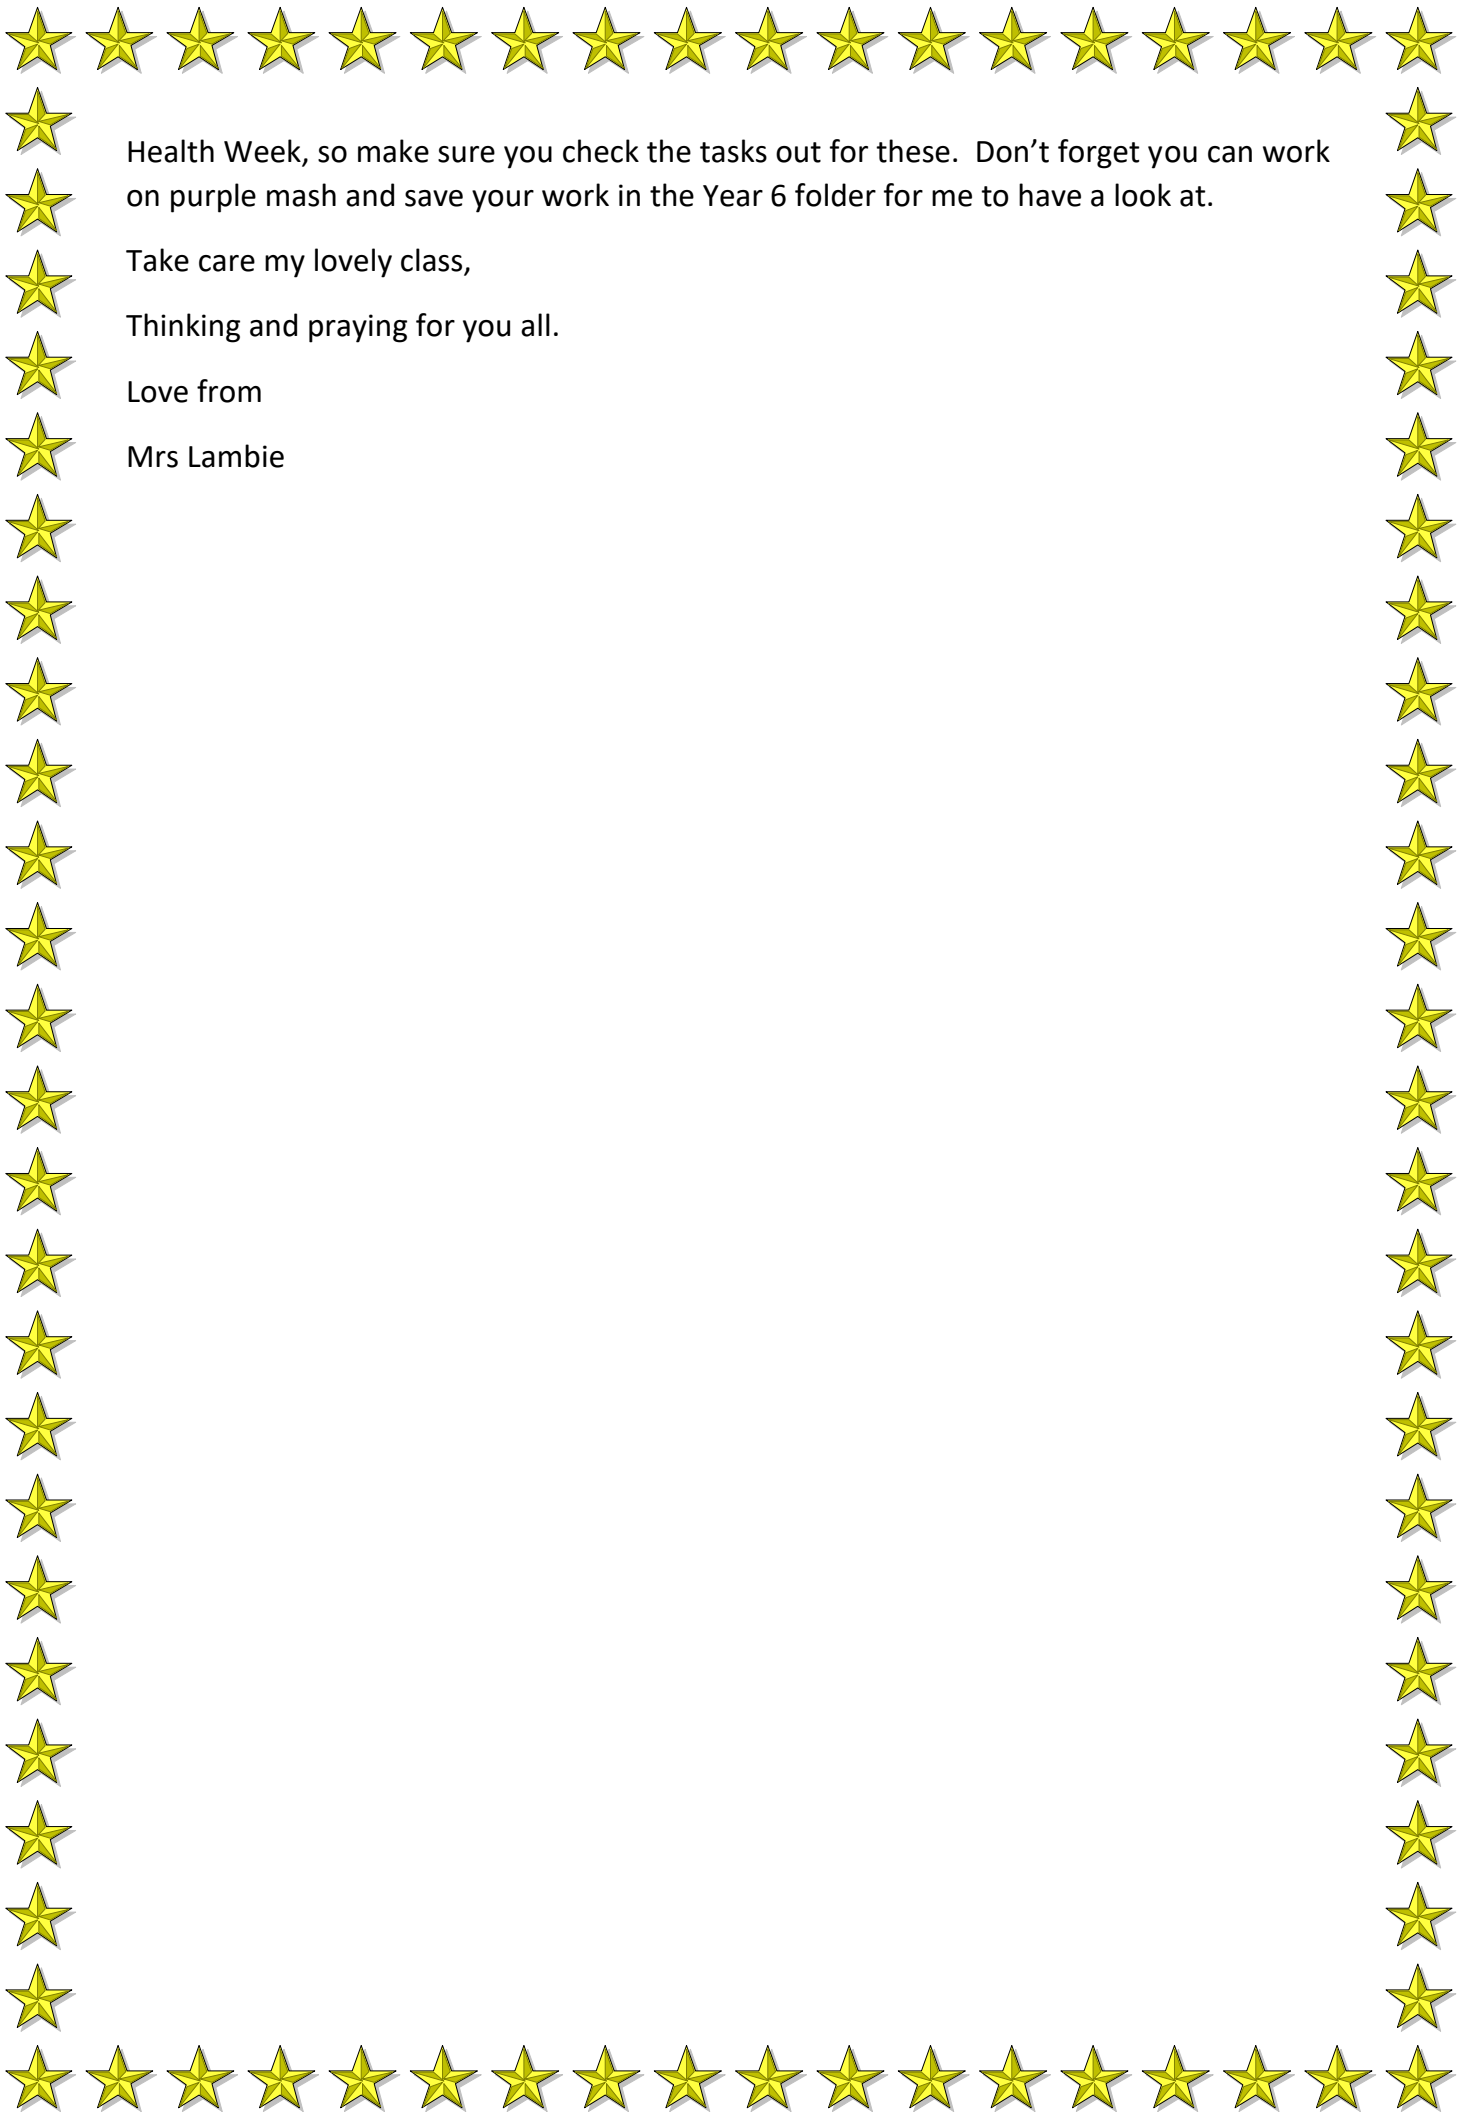 Health Week, so make sure you check the tasks out for these.  Don’t forget you can work
on purple mash and save your work in the Year 6 folder for me to have a look at.
Take care my lovely class,
Thinking and praying for you all.
Love from
Mrs Lambie